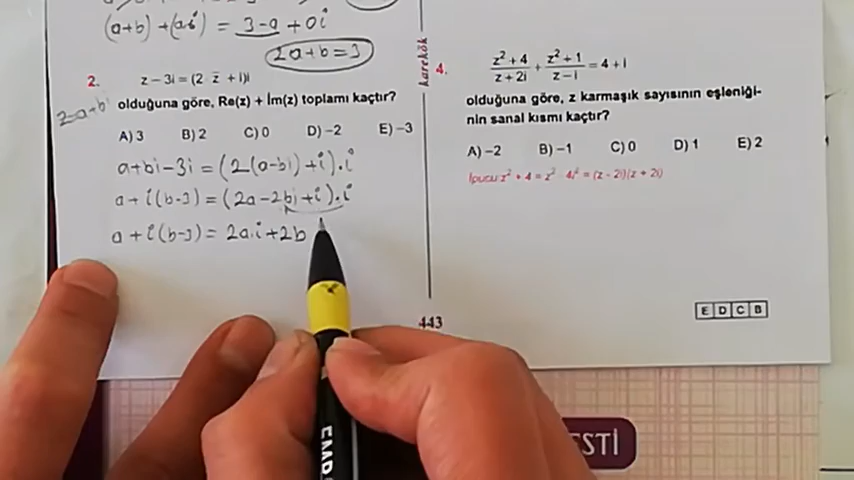 (a+b) + (ai) = 3-a + 0i
2a+b=3
2.
z – 3i = (2 z̄ + i)i
z=a+bi
olduğuna göre, Re(z) + İm(z) toplamı kaçtır?
A) 3 B) 2 C) 0 D) –2 E) –3
a+bi-3i = (2(a-bi)+i).i
a+i(b-3) = (2a-2bi+i).i
a+i(b-3) = 2a.i+2b
karekök
4.
z²+4/z+2i + z²+1/z–i = 4+i
olduğuna göre, z karmaşık sayısının eşleniği-
nin sanal kısmı kaçtır?
A) –2 B) –1 C) 0 D) 1 E) 2
İpucu z² + 4 = z² 4i² = (z - 2i)(z + 2i)
E D C B
443
ESTİ